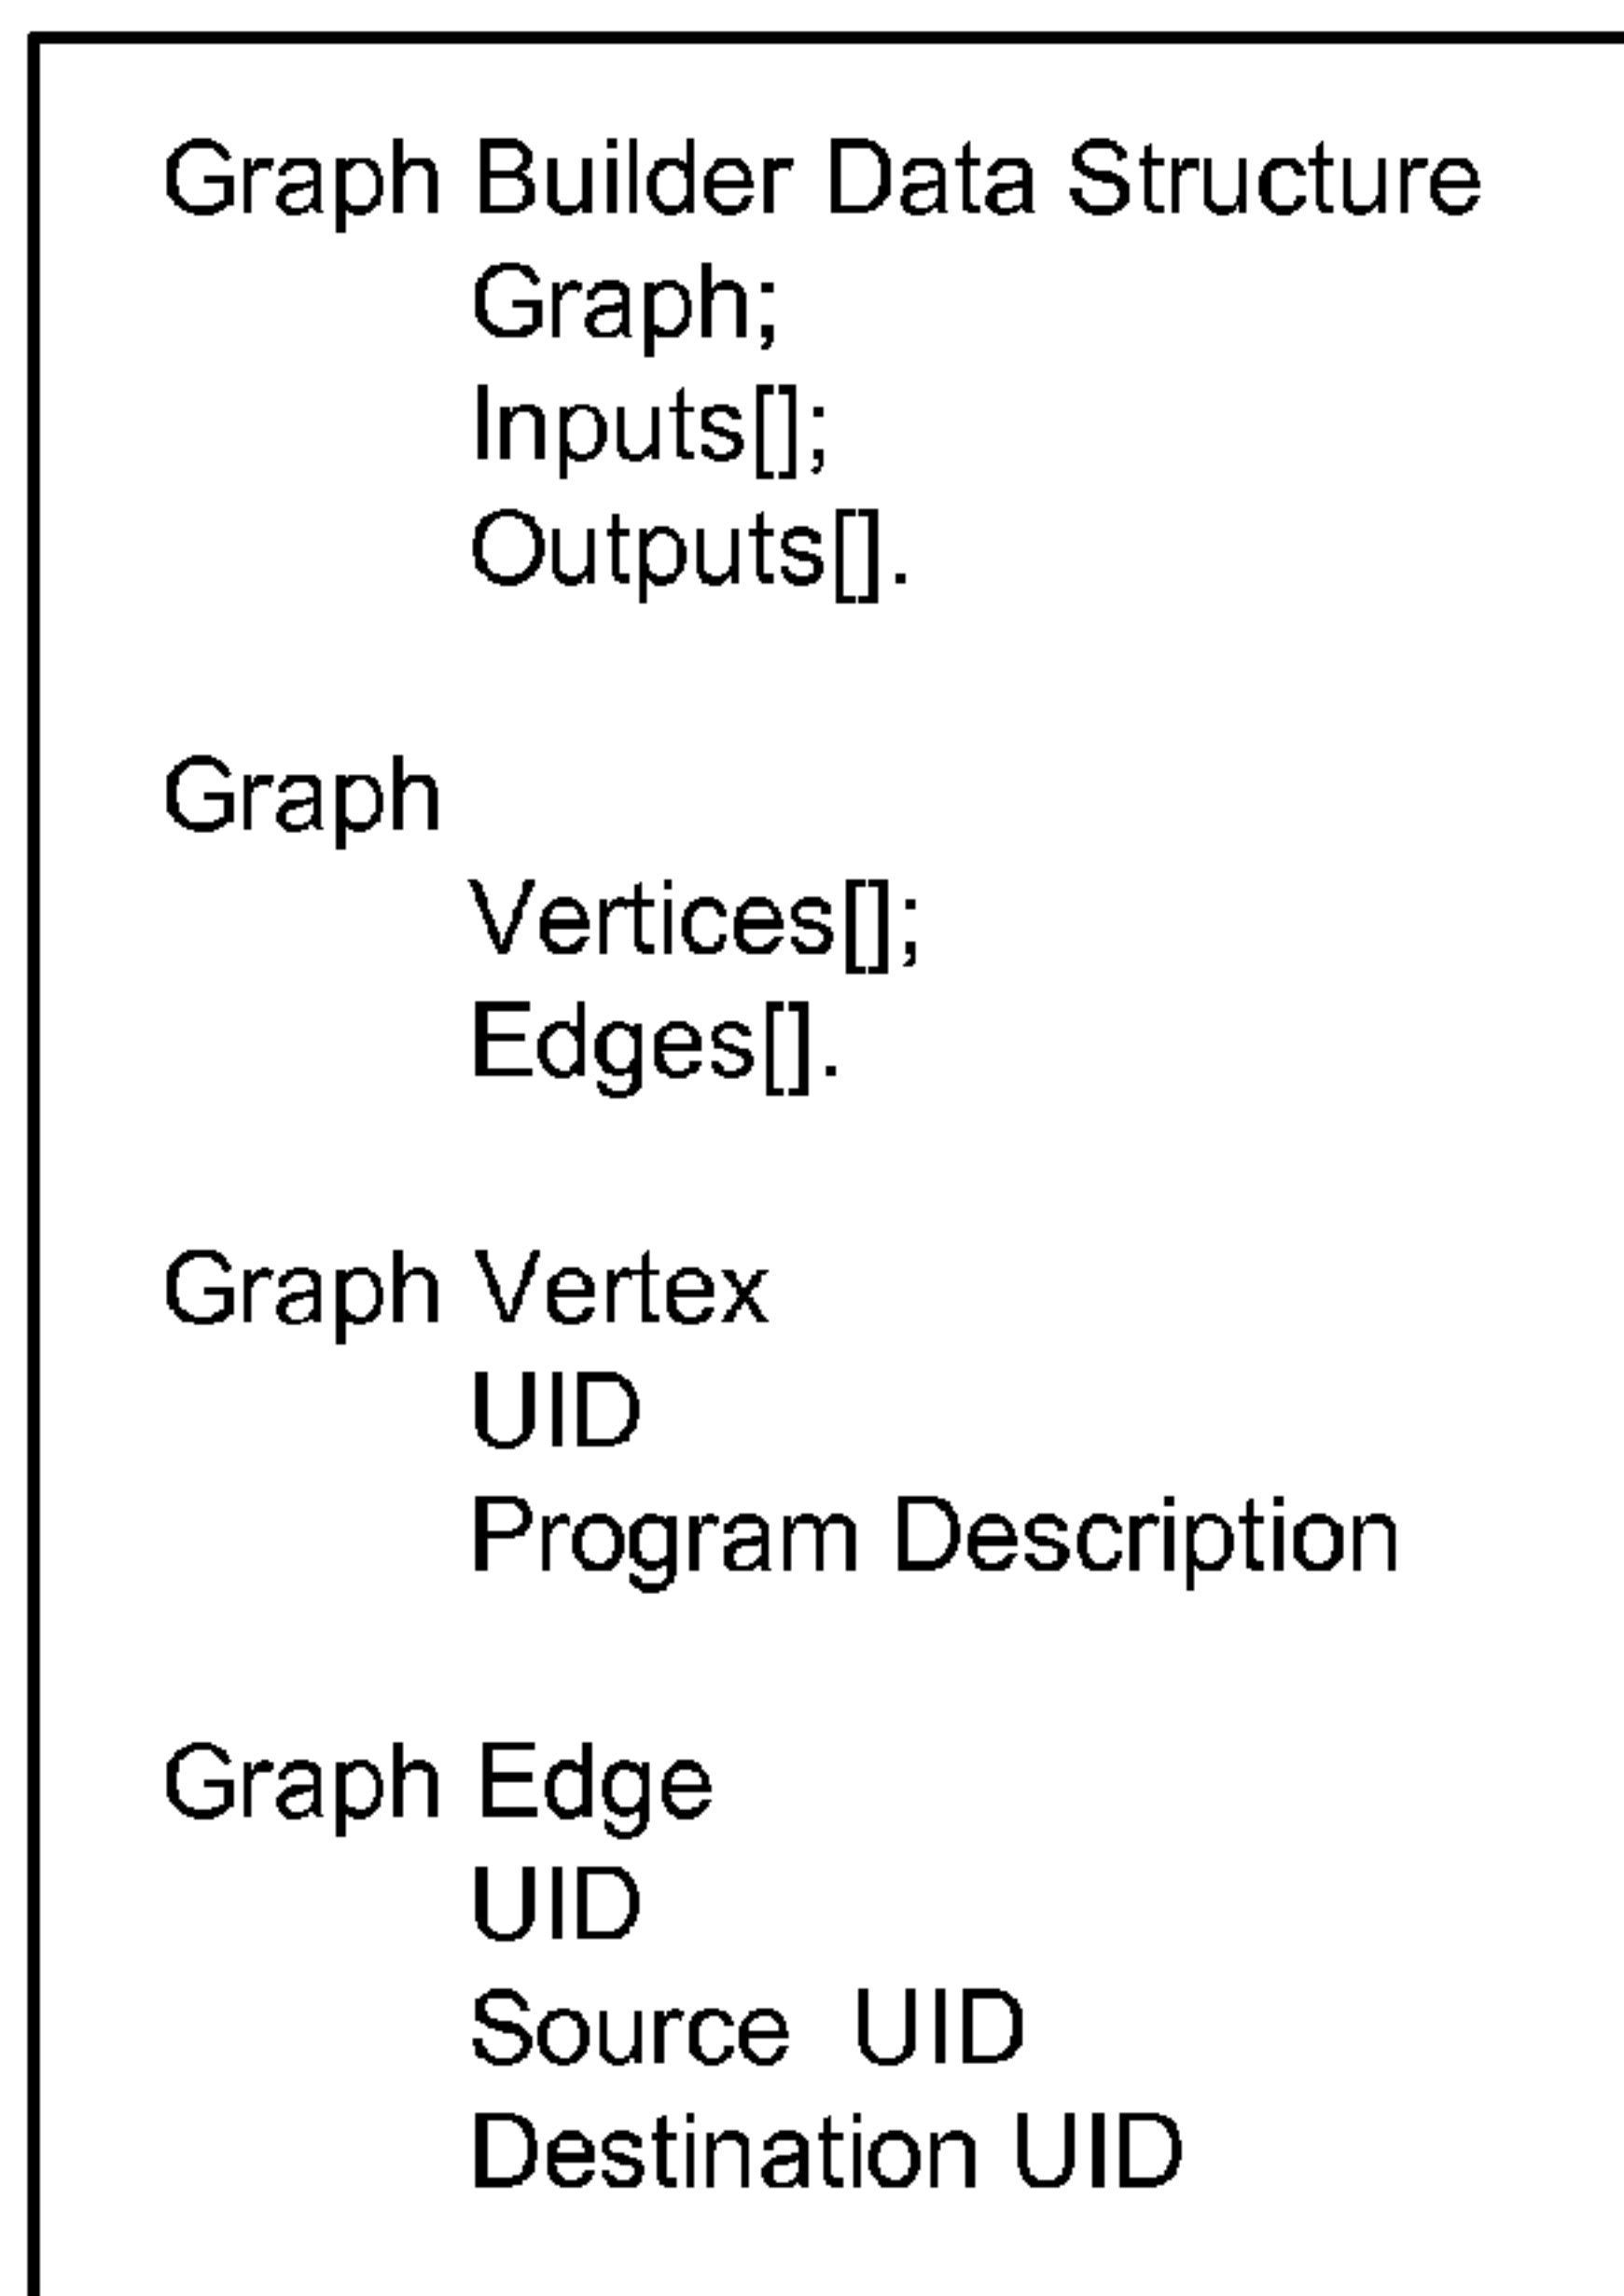 Graph Builder Data Structure
Graph;
Inputs[];
Outputs[].
Graph
Vertices[];
Edges[].
Graph Vertex
UID
Program Description
Graph Edge
UID
Source  UID
Destination UID